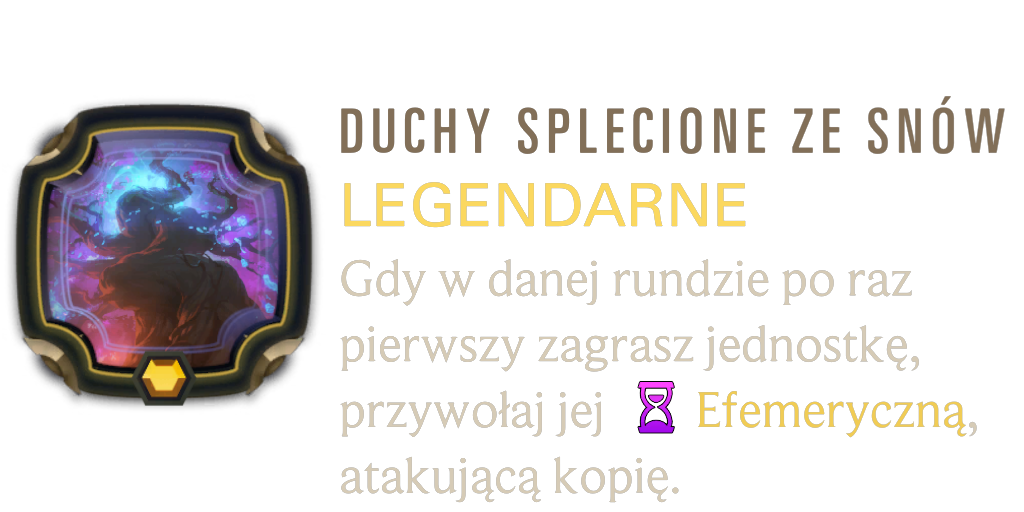 DUCHY SPLECIONE ZE SNÓW
LEGENDARNE
Gdy w danej rundzie po raz
pierwszy zagrasz jednostkę,
przywołaj jej Efemeryczną,
atakującą kopię.